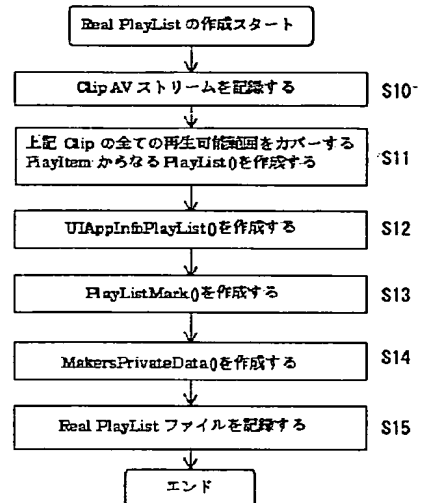 Real PlayList の作成スタート
Clip AV ストリームを記録する
S10
上記 Clip の全ての再生可能範囲をカバーする
PlayItem からなる PlayList()を作成する
S11
UIAppInfoPlayList()を作成する
S12
PlayListMark()を作成する
S13
MakersPrivateData()を作成する
S14
Real PlayList ファイルを記録する
S15
エンド